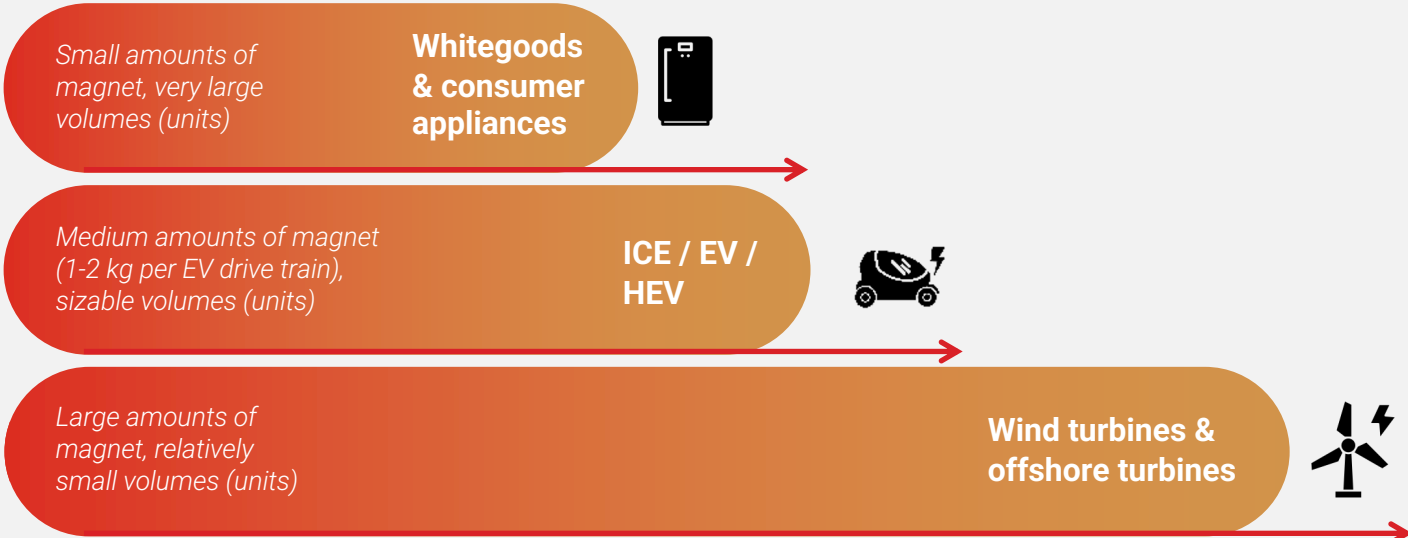 Small amounts of
magnet, very large
volumes (units)
Whitegoods
& consumer
appliances
Medium amounts of magnet
(1-2 kg per EV drive train),
sizable volumes (units)
ICE / EV /
HEV
Large amounts of
magnet, relatively
small volumes (units)
Wind turbines &
offshore turbines